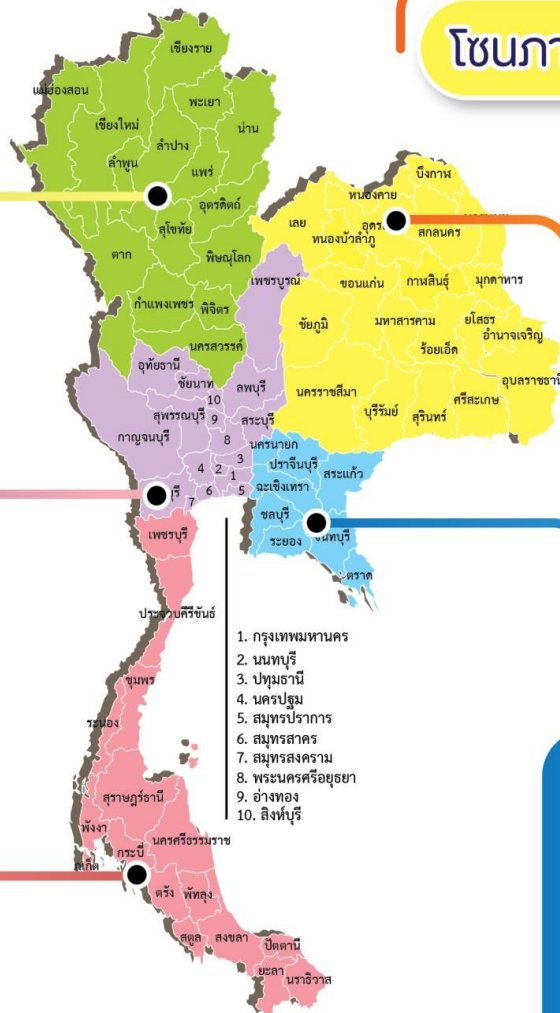 โซนภา
เชียงราย
แม่ฮ่องสอน
พะเยา
เชียงใหม่
น่าน
ลำปาง
ลำพูน
แพร่
อุตรดิตถ์
สุโขทัย
ตาก
พิษณุโลก
กำแพงเพชร
พิจิตร
นครสวรรค์
บึงกาฬ
หนองคาย
เลย
สกลนคร
หนองบัวลำภู
ขอนแก่น
กาฬสินธุ์
มุกดาหาร
ชัยภูมิ
มหาสารคาม
ยโสธร
อำนาจเจริญ
ร้อยเอ็ด
นครราชสีมา
บุรีรัมย์
สุรินทร์
ศรีสะเกษ
อุบลราชธานี
เพชรบูรณ์
อุทัยธานี
ชัยนาท
ลพบุรี
10
สุพรรณบุรี
9
สระบุรี
กาญจนบุรี
8
นครนายก
3
4
2
1
6
5
7
ปราจีนบุรี
สระแก้ว
ฉะเชิงเทรา
ชลบุรี
ระยอง
ตราด
เพชรบุรี
ประจวบคีรีขันธ์
ชุมพร
ระนอง
สุราษฎร์ธานี
พังงา
นครศรีธรรมราช
กระบี่
ภูเก็ต
ตรัง
พัทลุง
สตูล
สงขลา
ปัตตานี
ยะลา
นราธิวาส
1. กรุงเทพมหานคร
2. นนทบุรี
3. ปทุมธานี
4. นครปฐม
5. สมุทรปราการ
6. สมุทรสาคร
7. สมุทรสงคราม
8. พระนครศรีอยุธยา
9. อ่างทอง
10. สิงห์บุรี